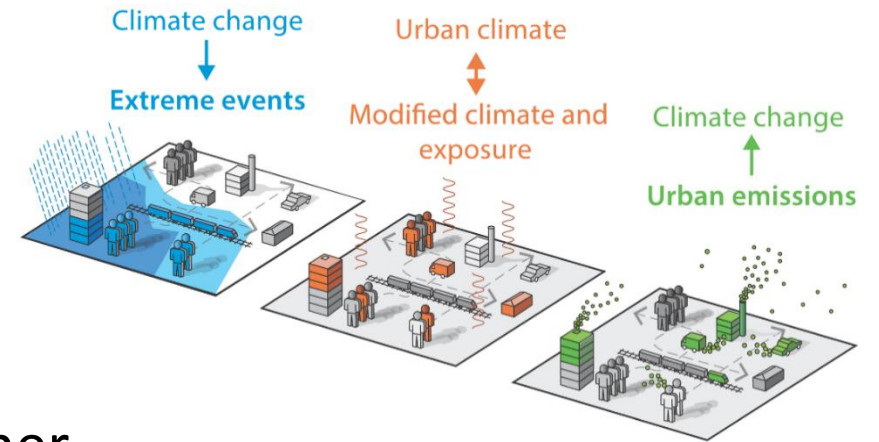 Climate change
Extreme events
Urban climate
Modified climate and
exposure
Climate change
Urban emissions